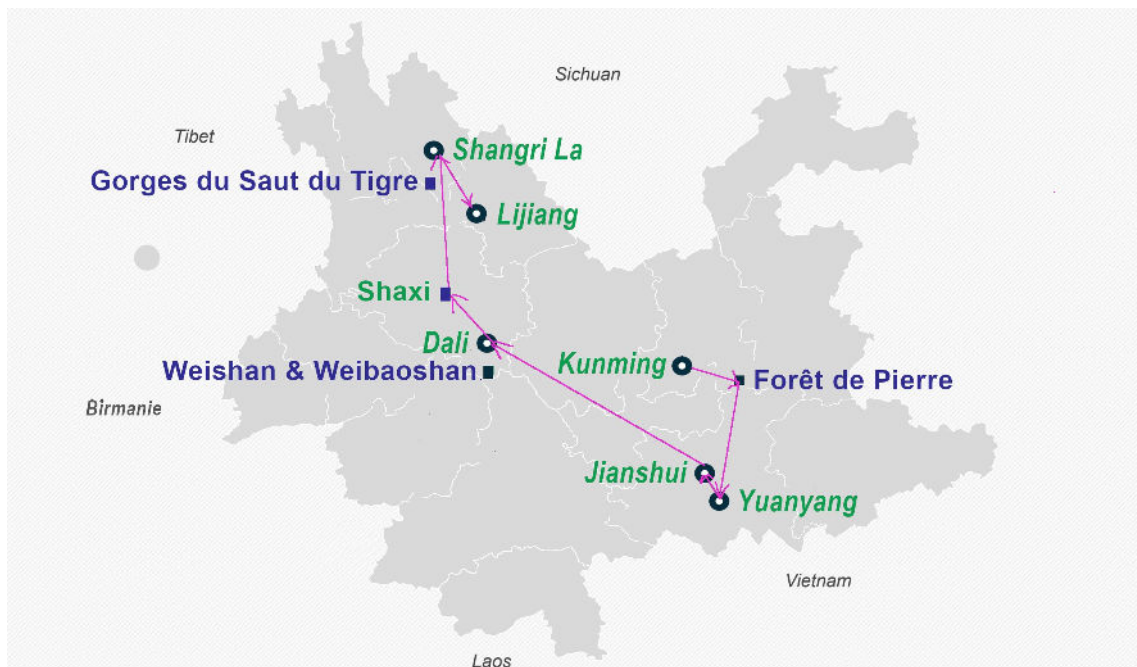 Sichuan
Tibet
Shangri La
Gorges du Saut du Tigre
Lijiang
Shaxi
Dali
Kunming
Weishan & Weibaoshan
Forêt de Pierre
Birmanie
Jianshui
Yuanyang
Vietnam
Laos